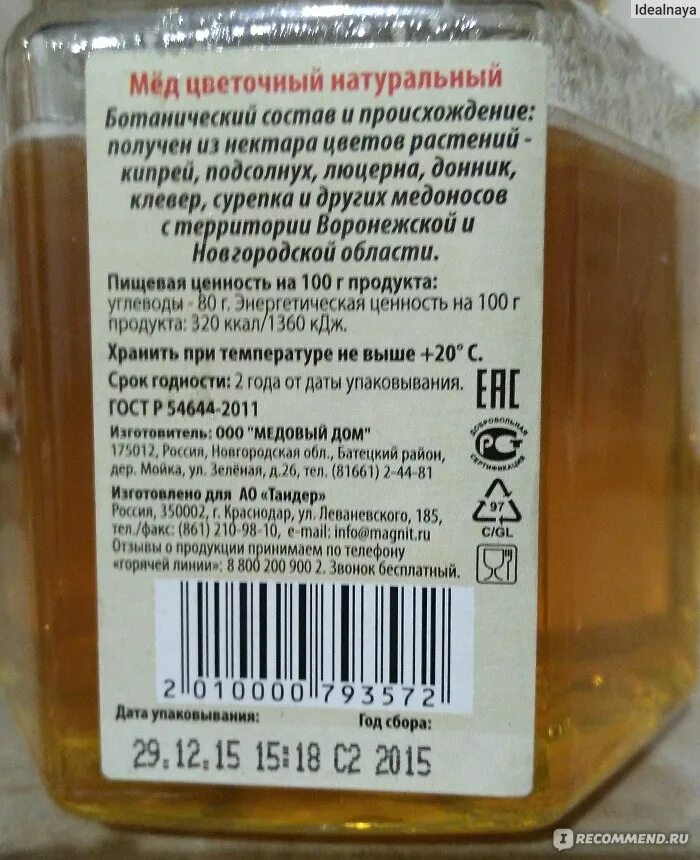 Idealnaya
Мёд цветочный натуральный
Ботанический состав и происхождение:
получен из нектара цветов растений -
кипрей, подсолнух, люцерна, донник,
клевер, сурепка и других медоносов
с территории Воронежской и
Новгородской области.
Пищевая ценность на 100 г продукта:
углеводы - 80 г. Энергетическая ценность на 100 г
продукта: 320 ккал/1360 кДж.
Хранить при температуре не выше +20° С.
Срок годности: 2 года от даты упаковывания.
ГОСТ Р 54644-2011
EAC
ДОБРОВОЛЬНАЯ
РСТ
СЕРТИФИКАЦИЯ
Изготовитель: ООО "МЕДОВЫЙ ДОМ"
175012, Россия, Новгородская обл., Батецкий район,
дер. Мойка, ул. Зелёная, д.26, тел. (81661) 2-44-81
97
C/GL
Изготовлено для АО «Тандер»
Россия, 350002, г. Краснодар, ул. Леваневского, 185,
тел./факс: (861) 210-98-10, e-mail: info@magnit.ru
Отзывы о продукции принимаем по телефону
"горячей линии": 8 800 200 900 2. Звонок бесплатный.
2 010000 793572
Дата упаковывания: Год сбора:
29.12.15 15:18 С2 2015
IRECOMMEND.RU